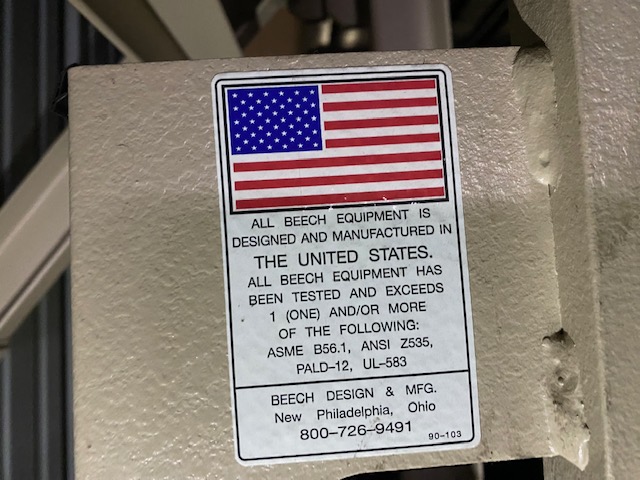 ALL BEECH EQUIPMENT IS
DESIGNED AND MANUFACTURED IN
THE UNITED STATES.
ALL BEECH EQUIPMENT HAS
BEEN TESTED AND EXCEEDS
1 (ONE) AND/OR MORE
OF THE FOLLOWING:
ASME B56.1, ANSI Z535,
PALD-12, UL-583
BEECH DESIGN & MFG.
New Philadelphia, Ohio
800-726-9491
90-103